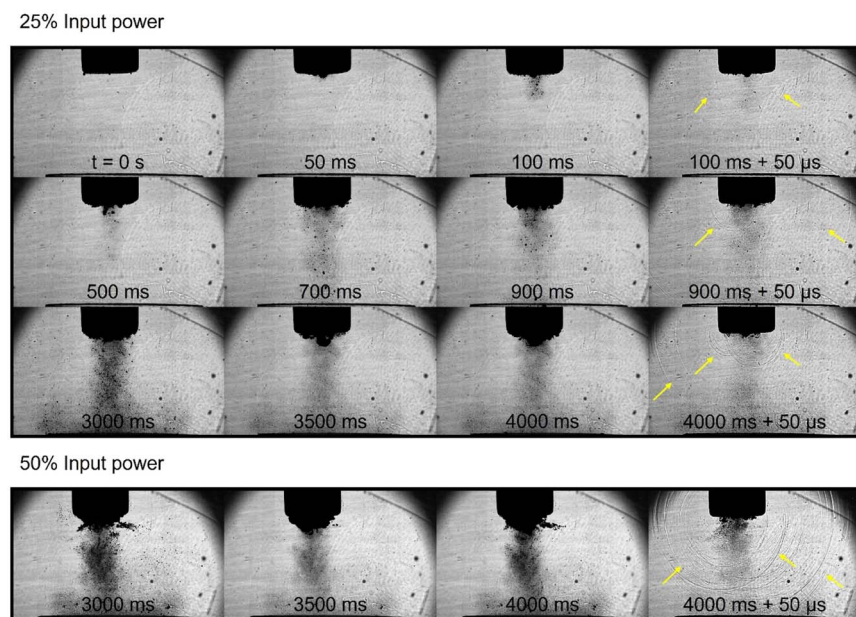 25% Input power
t = 0 s
50 ms
100 ms
100 ms + 50 µs
500 ms
700 ms
900 ms
900 ms + 50 µs
3000 ms
3500 ms
4000 ms
4000 ms + 50 µs
50% Input power
3000 ms
3500 ms
4000 ms
4000 ms + 50 µs